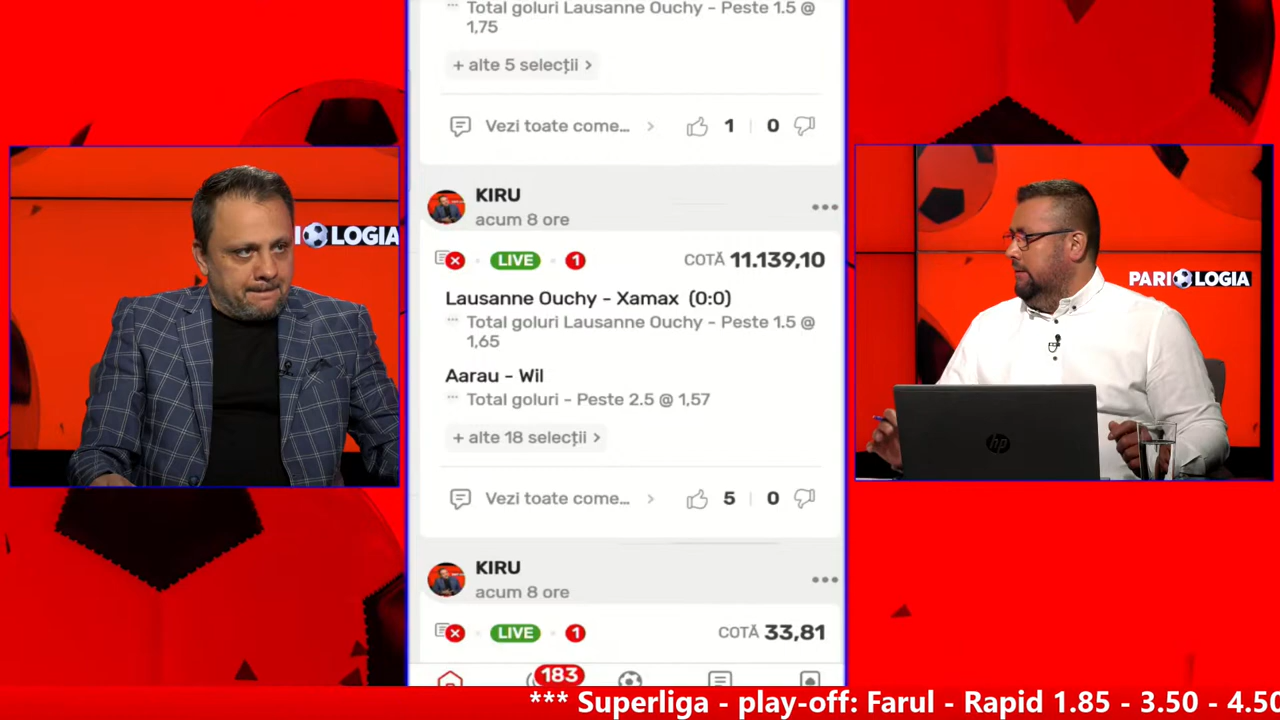 Total goluri Lausanne Ouchy - Peste 1.5 @
1,75
+ alte 5 selecții >
Vezi toate come... >
1 | 0
KIRU
acum 8 ore
LIVE
1
COTĂ 11.139,10
Lausanne Ouchy - Xamax (0:0)
Total goluri Lausanne Ouchy - Peste 1.5 @
1,65
Aarau - Wil
Total goluri - Peste 2.5 @ 1,57
+ alte 18 selecții >
Vezi toate come... >
5 | 0
KIRU
acum 8 ore
LIVE
1
COTĂ 33,81
183
I LOGIA
PARI LOGIA
hp
*** Superliga - play-off: Farul - Rapid 1.85 - 3.50 - 4.50